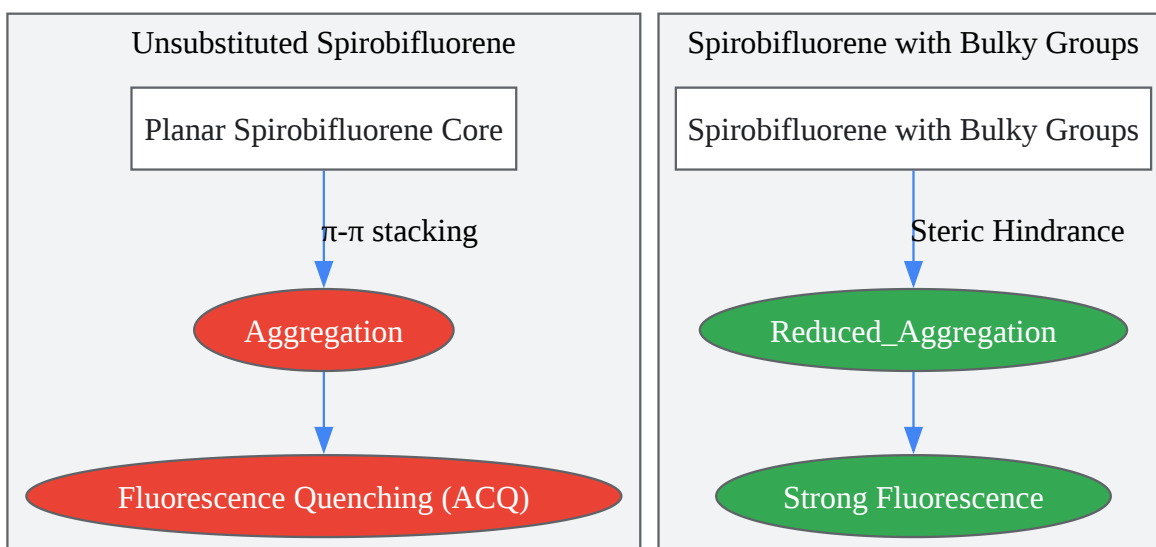 Unsubstituted Spirobifluorene
Planar Spirobifluorene Core
π-π stacking
Aggregation
Fluorescence Quenching (ACQ)
Spirobifluorene with Bulky Groups
Spirobifluorene with Bulky Groups
Steric Hindrance
Reduced_Aggregation
Strong Fluorescence